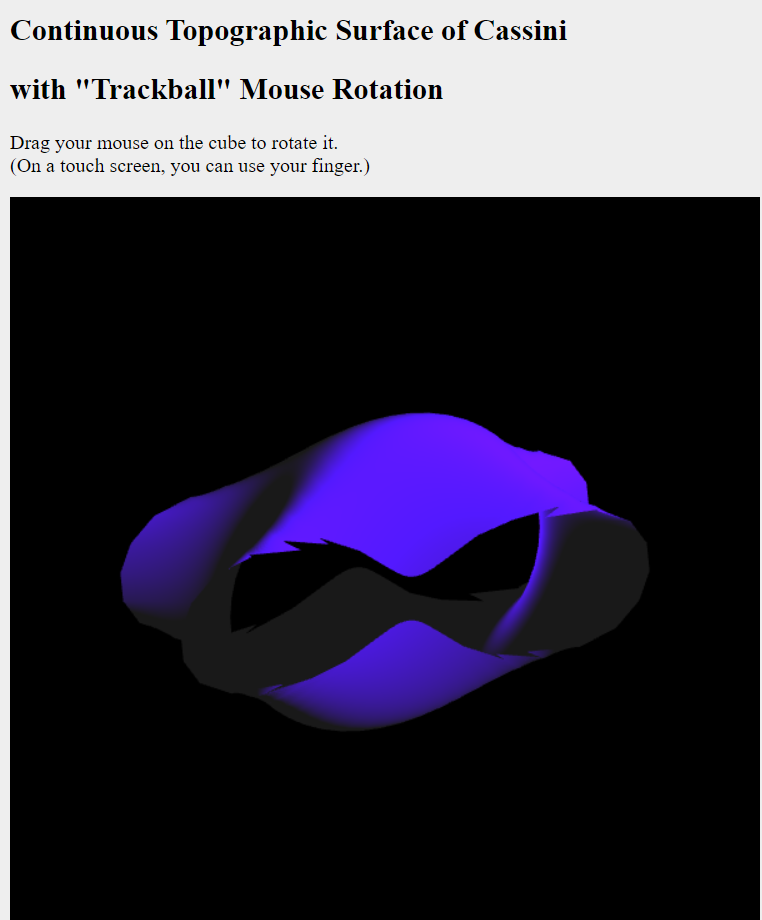 Continuous Topographic Surface of Cassini
with "Trackball" Mouse Rotation
Drag your mouse on the cube to rotate it.
(On a touch screen, you can use your finger.)